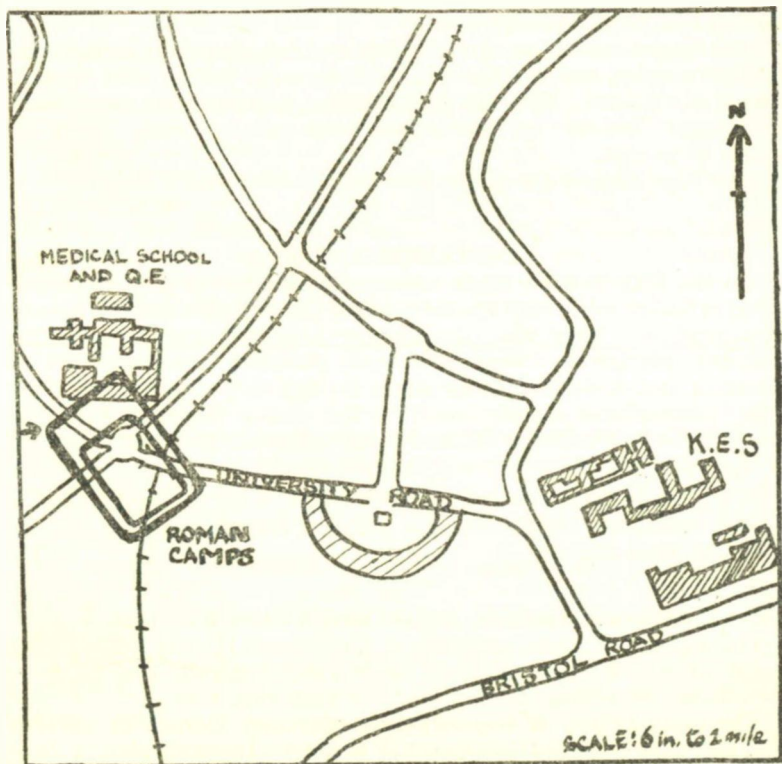 N
MEDICAL SCHOOL
AND Q.E
K.E.S
UNIVERSITY ROAD
ROMAN
CAMPS
BRISTOL ROAD
SCALE: 6 in. to 1 mile